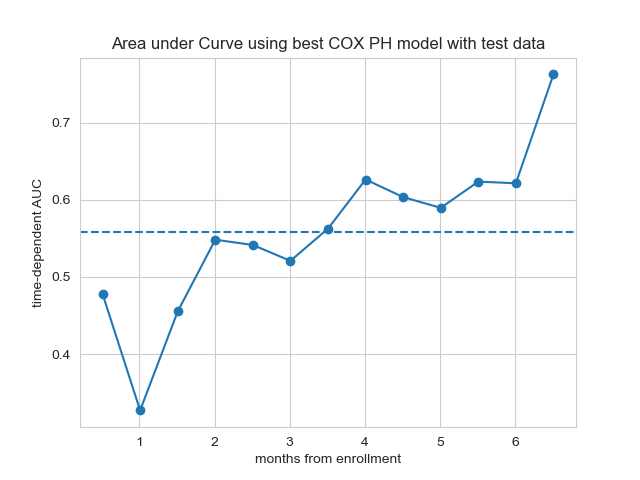 Area under Curve using best COX PH model with test data
time-dependent AUC
0.7
0.6
0.5
0.4
1 2 3 4 5 6
months from enrollment